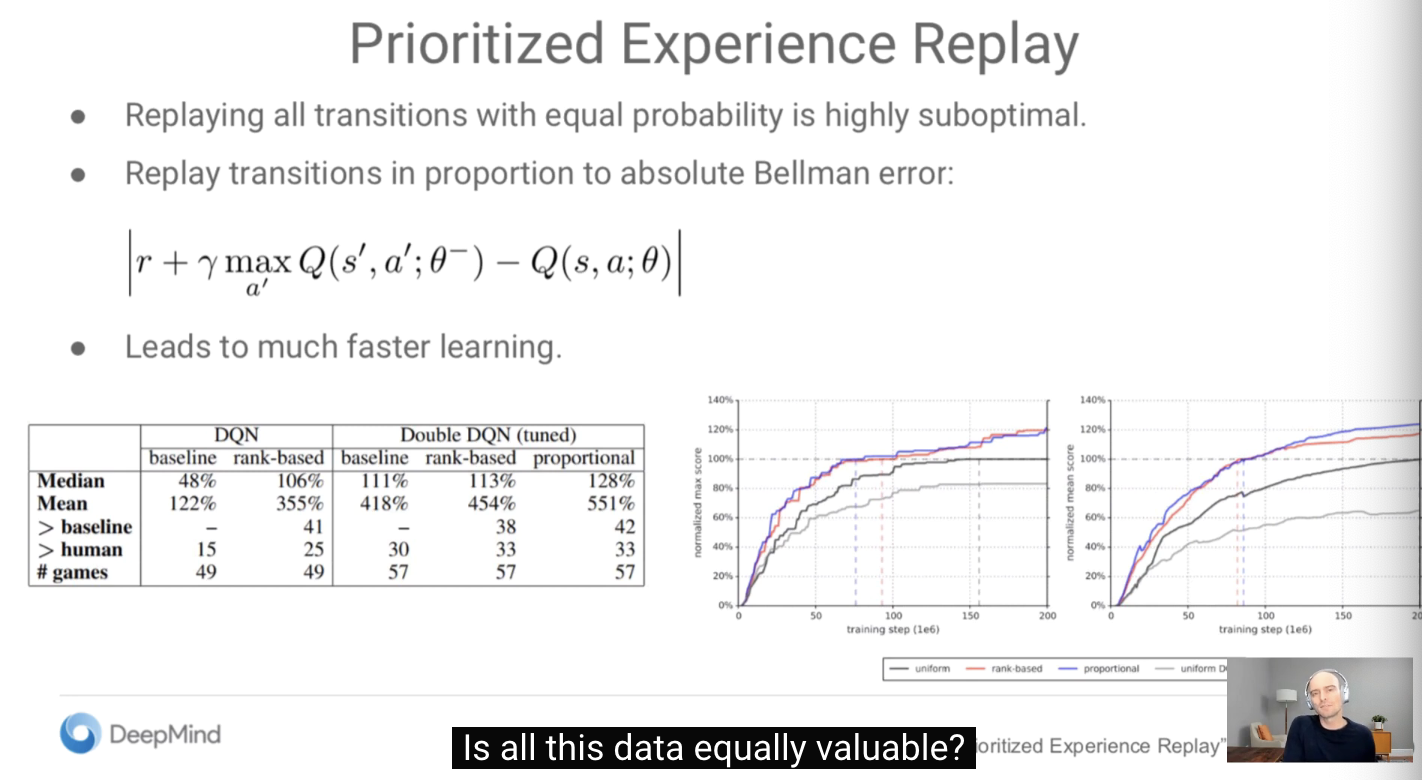 Prioritized Experience Replay
● Replaying all transitions with equal probability is highly suboptimal.
● Replay transitions in proportion to absolute Bellman error:
|r + γ max_{a′} Q(s′, a′; θ⁻) − Q(s, a; θ)|
● Leads to much faster learning.
DQN Double DQN (tuned)
baseline rank-based baseline rank-based proportional
Median 48% 106% 111% 113% 128%
Mean 122% 355% 418% 454% 551%
> baseline – 41 – 38 42
> human 15 25 30 33 33
# games 49 49 57 57 57
normalized max score
140%
120%
100%
80%
60%
40%
20%
0%
0 50 100 150 200
training step (1e6)
normalized mean score
140%
120%
100%
80%
60%
40%
20%
0%
0 50 100 150 20
training step (1e6)
uniform rank-based proportional uniform
DeepMind
Is all this data equally valuable?
Experience Replay"